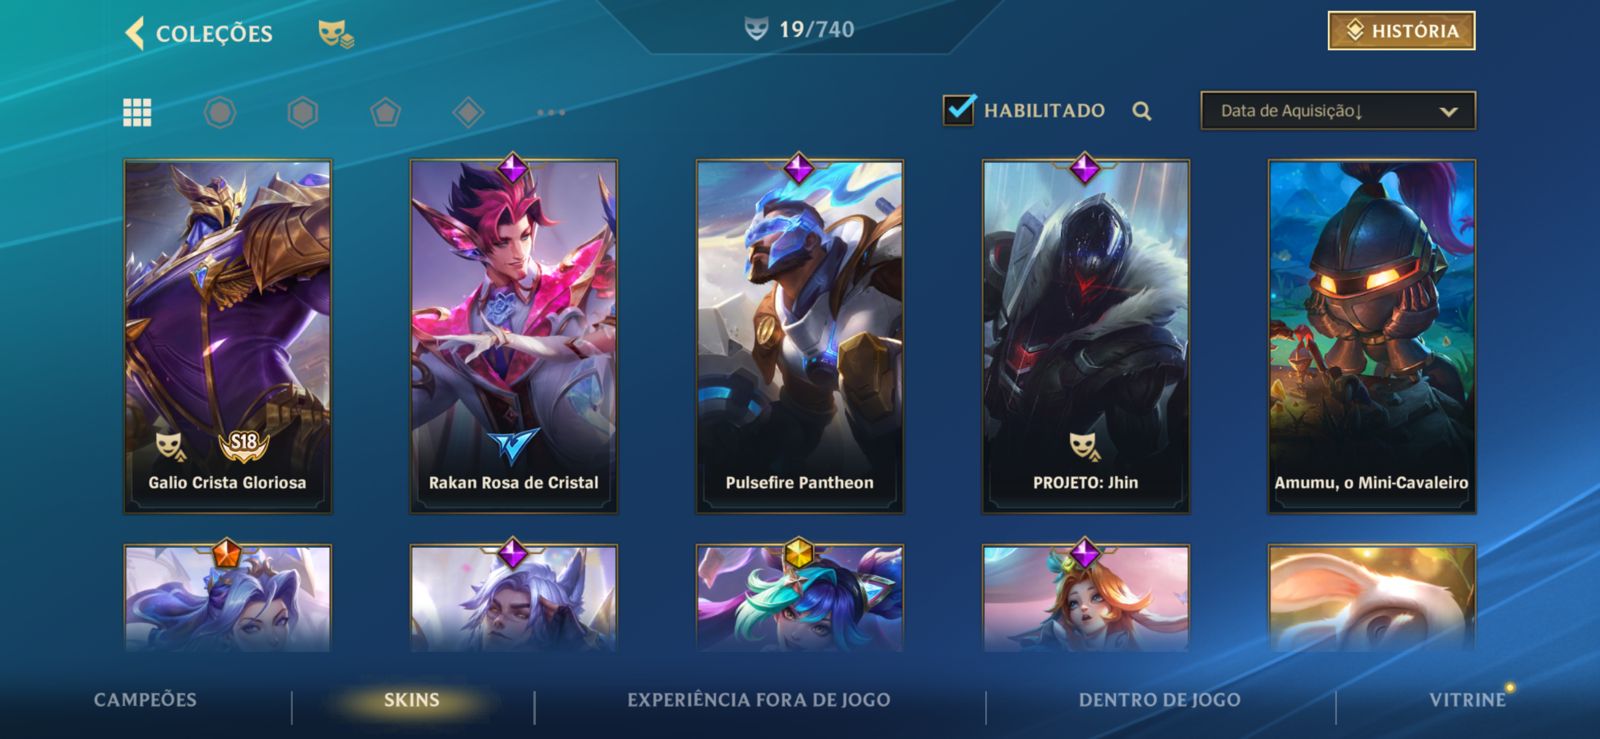 COLEÇÕES
19/740
HISTÓRIA
HABILITADO
Data de Aquisição↓
S18
Galio Crista Gloriosa
Rakan Rosa de Cristal
Pulsefire Pantheon
PROJETO: Jhin
Amumu, o Mini-Cavaleiro
CAMPEÕES
SKINS
EXPERIÊNCIA FORA DE JOGO
DENTRO DE JOGO
VITRINE